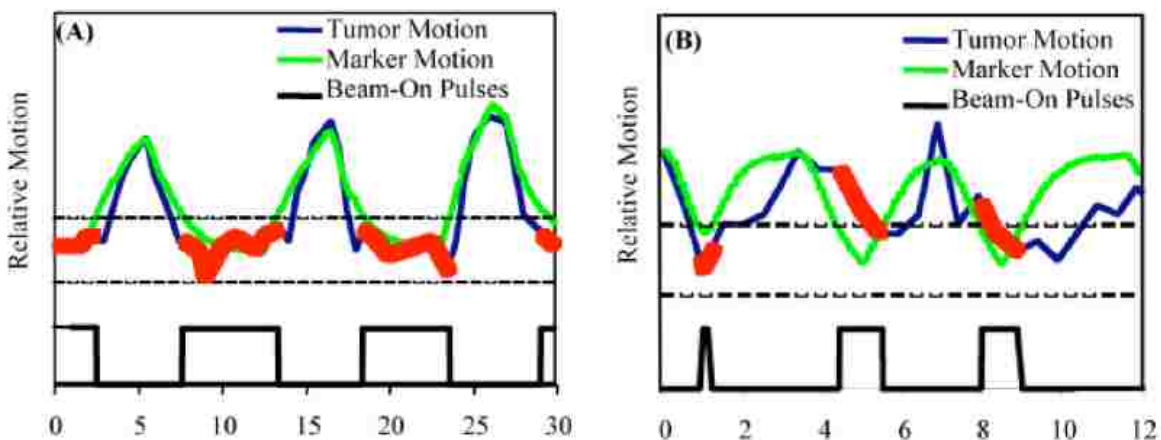 (A)
Tumor Motion
Marker Motion
Beam-On Pulses
Relative Motion
0 5 10 15 20 25 30
(B)
Tumor Motion
Marker Motion
Beam-On Pulses
Relative Motion
0 2 4 6 8 10 12